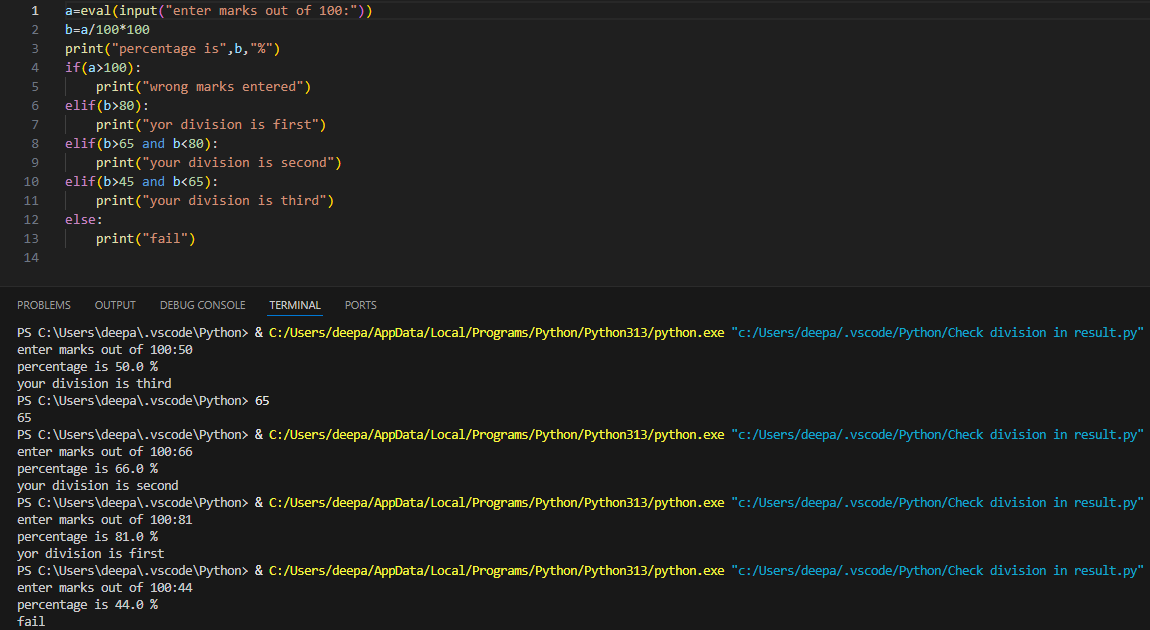 1 a=eval(input("enter marks out of 100:"))
2 b=a/100*100
3 print("percentage is",b,"%")
4 if(a>100):
5     print("wrong marks entered")
6 elif(b>80):
7     print("yor division is first")
8 elif(b>65 and b<80):
9     print("your division is second")
10 elif(b>45 and b<65):
11     print("your division is third")
12 else:
13     print("fail")
14
PROBLEMS OUTPUT DEBUG CONSOLE TERMINAL PORTS
PS C:\Users\deepa\.vscode\Python> & C:/Users/deepa/AppData/Local/Programs/Python/Python313/python.exe "c:/Users/deepa/.vscode/Python/Check division in result.py"
enter marks out of 100:50
percentage is 50.0 %
your division is third
PS C:\Users\deepa\.vscode\Python> 65
65
PS C:\Users\deepa\.vscode\Python> & C:/Users/deepa/AppData/Local/Programs/Python/Python313/python.exe "c:/Users/deepa/.vscode/Python/Check division in result.py"
enter marks out of 100:66
percentage is 66.0 %
your division is second
PS C:\Users\deepa\.vscode\Python> & C:/Users/deepa/AppData/Local/Programs/Python/Python313/python.exe "c:/Users/deepa/.vscode/Python/Check division in result.py"
enter marks out of 100:81
percentage is 81.0 %
yor division is first
PS C:\Users\deepa\.vscode\Python> & C:/Users/deepa/AppData/Local/Programs/Python/Python313/python.exe "c:/Users/deepa/.vscode/Python/Check division in result.py"
enter marks out of 100:44
percentage is 44.0 %
fail